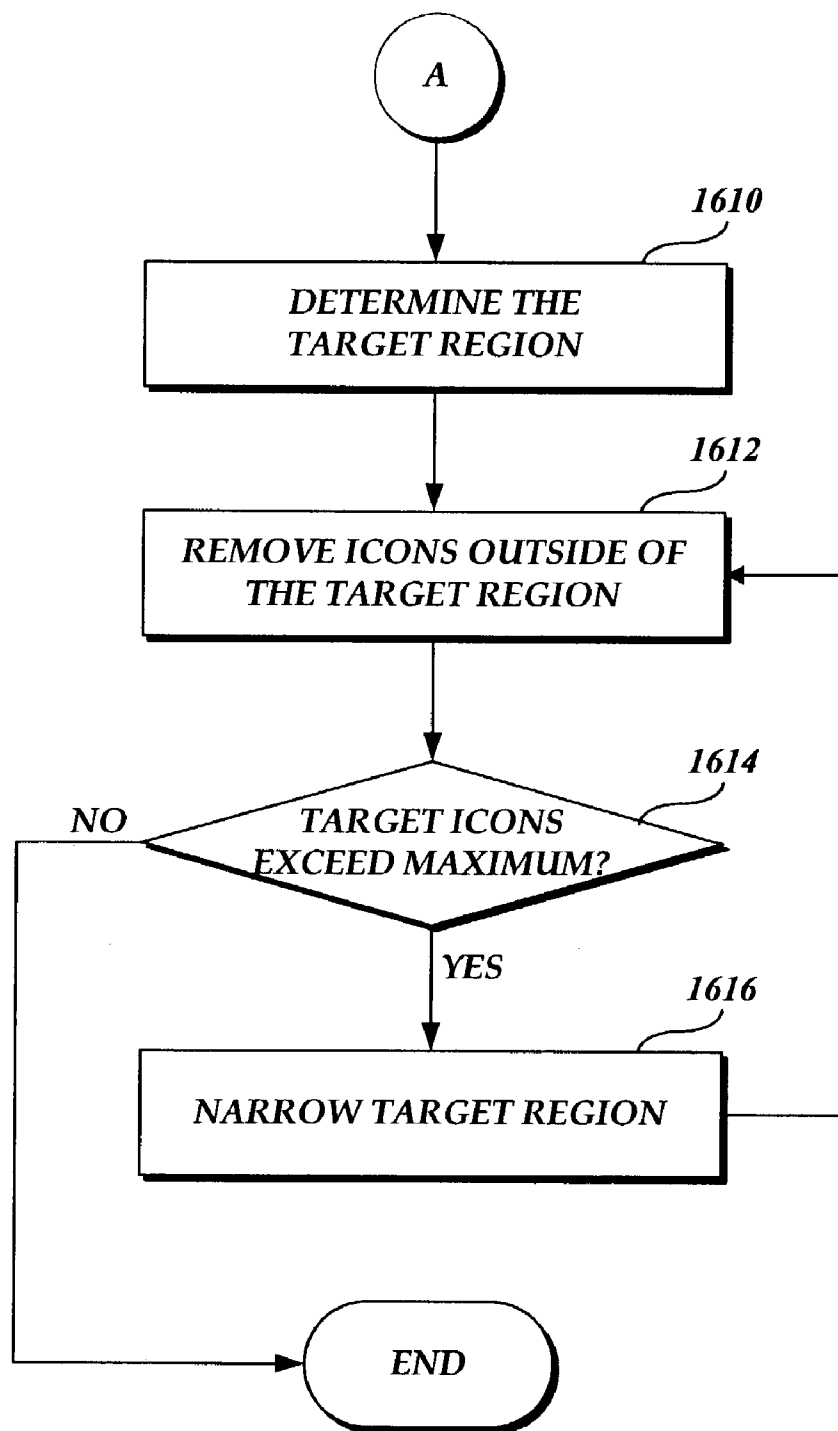 A
1610
DETERMINE THE
TARGET REGION
1612
REMOVE ICONS OUTSIDE OF
THE TARGET REGION
1614
NO
TARGET ICONS
EXCEED MAXIMUM?
YES
1616
NARROW TARGET REGION
END